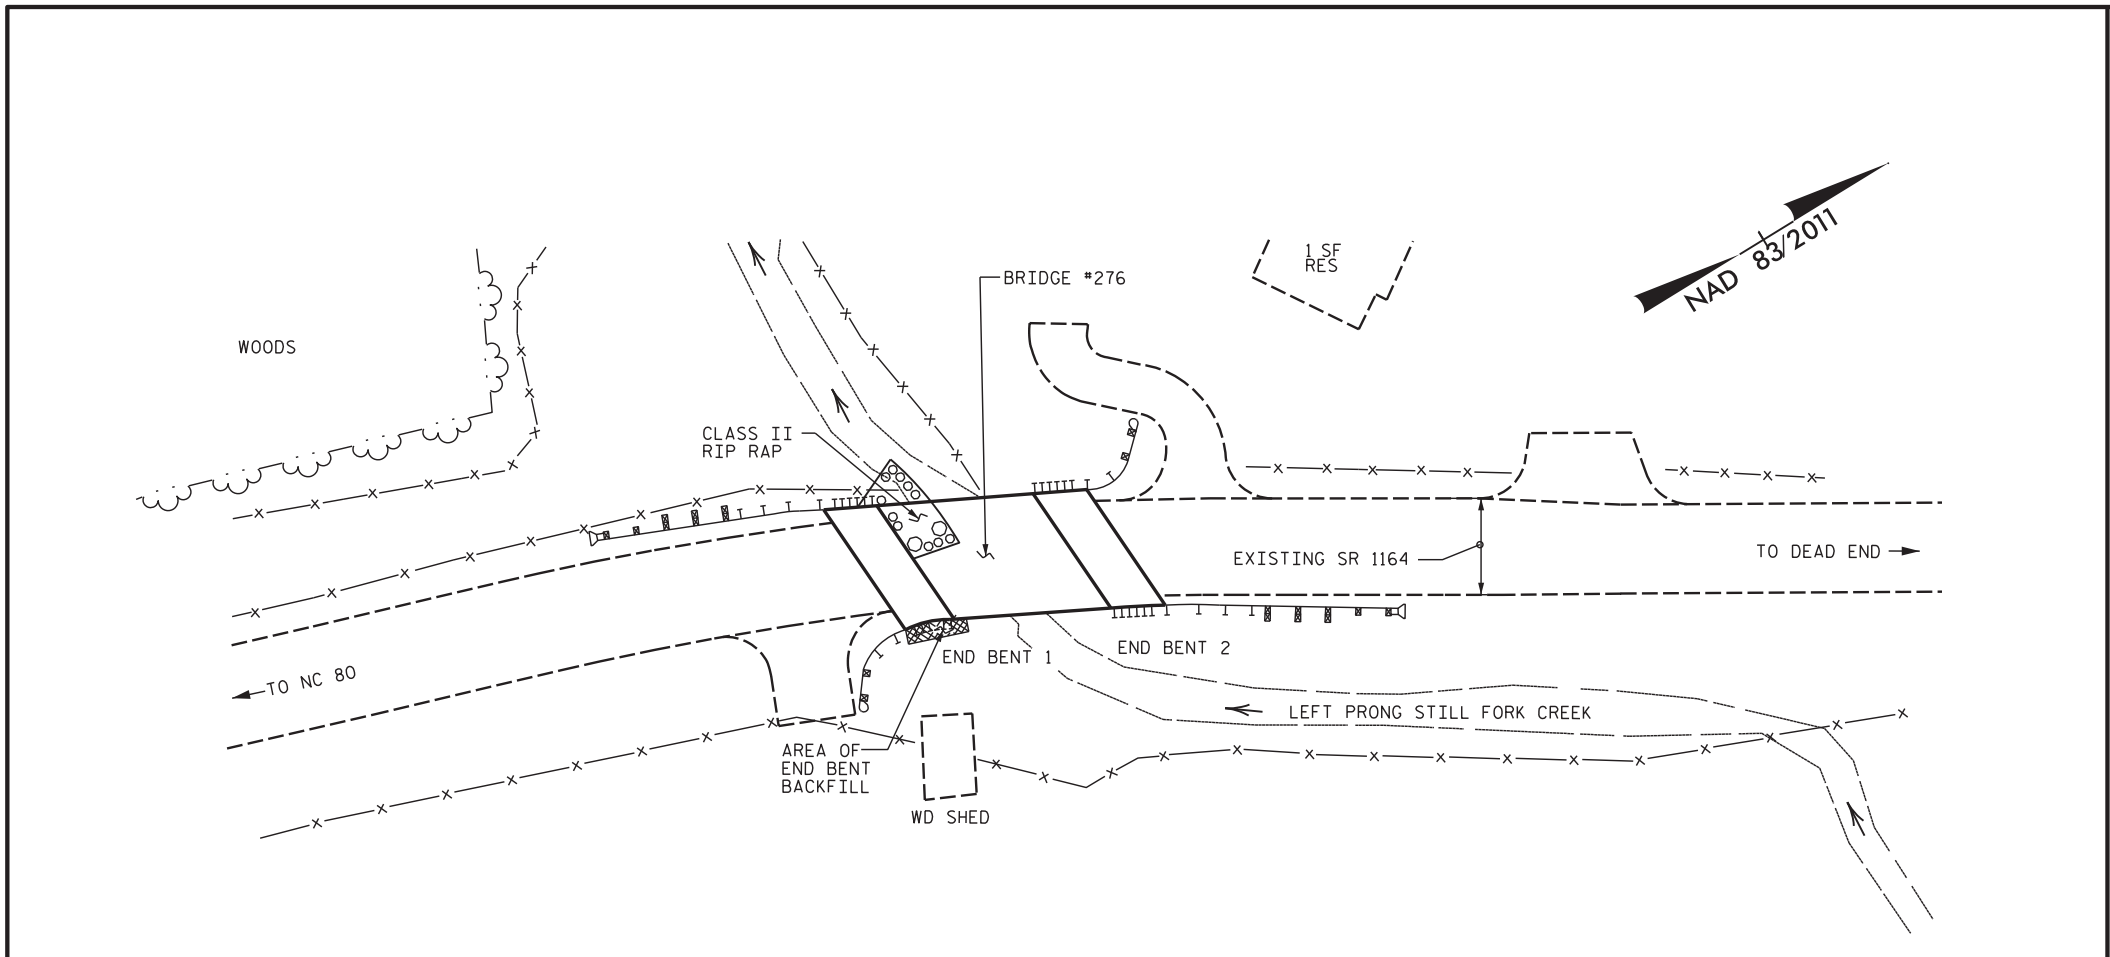 NAD 83/2011
1 SF
RES
BRIDGE #276
WOODS
CLASS II
RIP RAP
EXISTING SR 1164
TO DEAD END
END BENT 2
END BENT 1
TO NC 80
LEFT PRONG STILL FORK CREEK
AREA OF
END BENT
BACKFILL
WD SHED